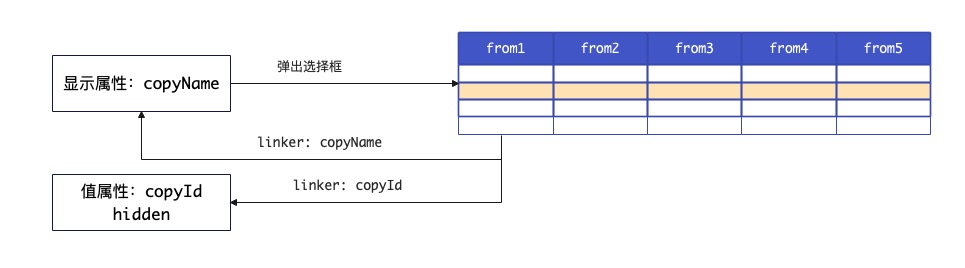 from1 from2 from3 from4 from5
显示属性：copyName
弹出选择框
linker: copyName
linker: copyId
值属性：copyId
hidden